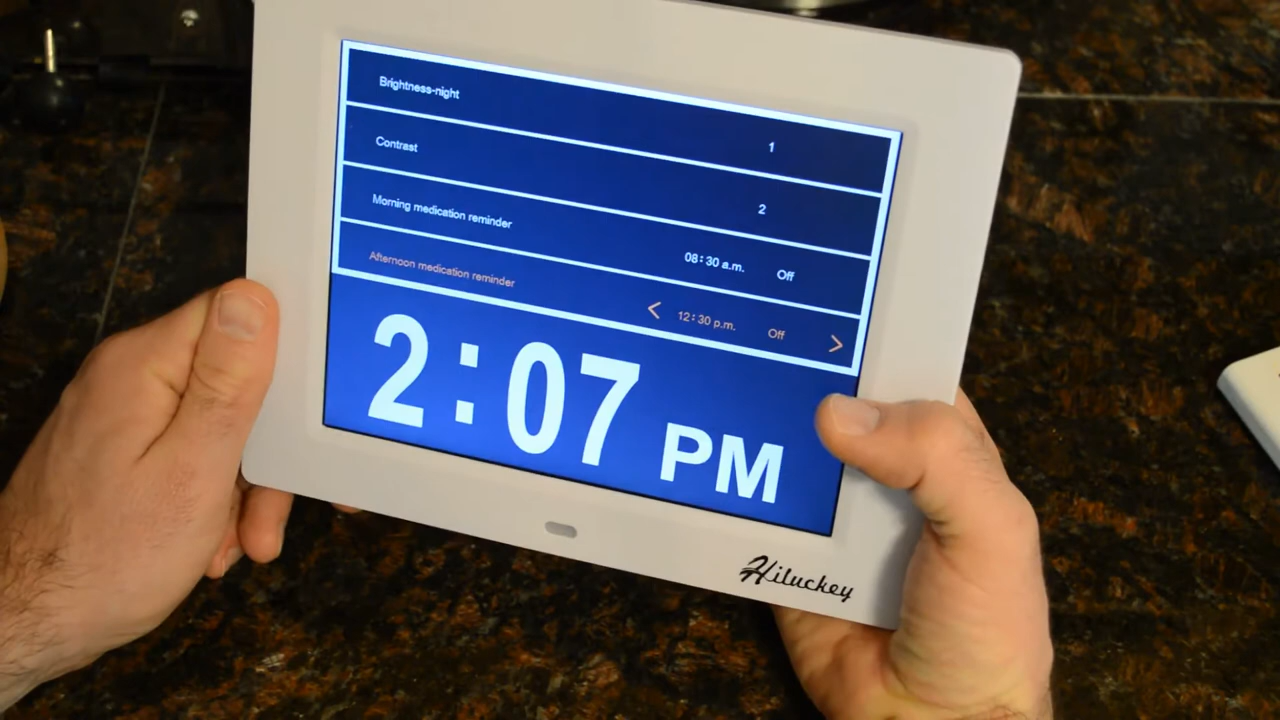 Brightness-night 1
Contrast 2
Morning medication reminder 08:30 a.m. Off
Afternoon medication reminder < 12:30 p.m. Off >
2:07 PM
Hiluckey